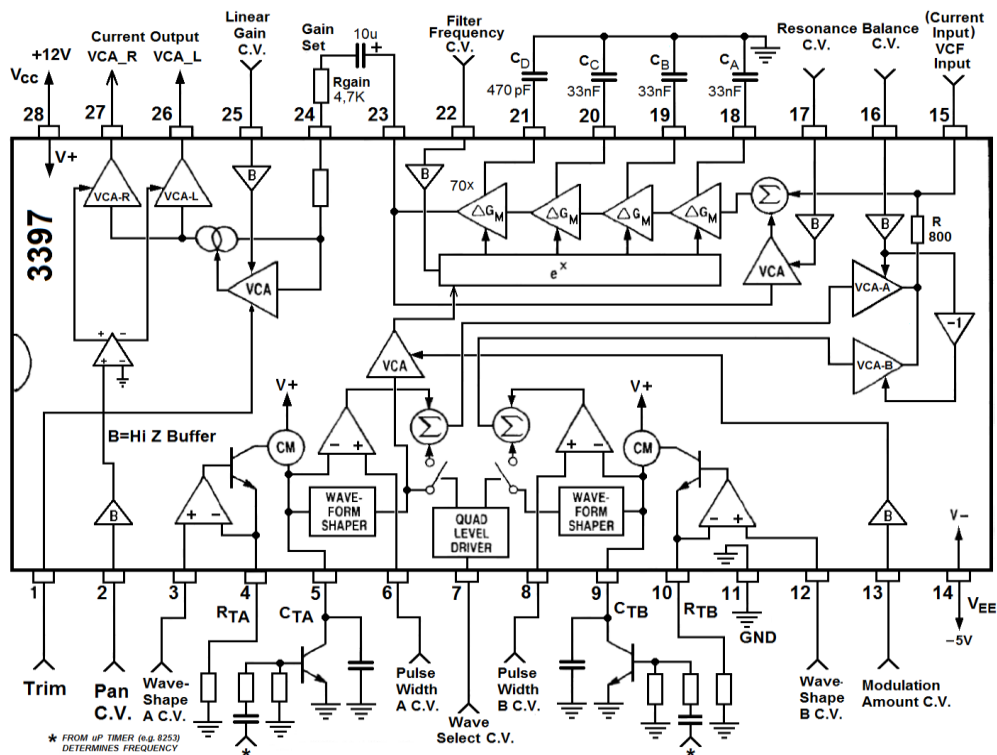 Current Output
VCA_R VCA_L
Linear
Gain
C.V.
Gain
Set
10u
+
Rgain
4,7K
Filter
Frequency
C.V.
CD
470 pF
CC
33nF
CB
33nF
CA
33nF
Resonance
C.V.
Balance
C.V.
(Current
Input)
VCF
Input
+12V
VCC
28 27 26 25 24 23 22 21 20 19 18 17 16 15
V+
3397
VCA-R
VCA-L
B
VCA
B
70x
△GM
△GM
△GM
△GM
Σ
B
B
R
800
e^x
VCA
VCA-A
-1
VCA-B
+ −
+ −
VCA
V+
V+
B=Hi Z Buffer
CM
− +
Σ
Σ
− +
CM
B
+ −
WAVE-
FORM
SHAPER
QUAD
LEVEL
DRIVER
WAVE-
FORM
SHAPER
− +
B
V−
1 2 3 4 5 6 7 8 9 10 11 12 13 14
RTA
CTA
CTB
RTB
GND
VEE
−5V
Trim
Pan
C.V.
Wave-
Shape
A C.V.
Pulse
Width
A C.V.
Wave
Select C.V.
Pulse
Width
B C.V.
Wave-
Shape
B C.V.
Modulation
Amount C.V.
* FROM uP TIMER (e.g. 8253)
DETERMINES FREQUENCY
*
*